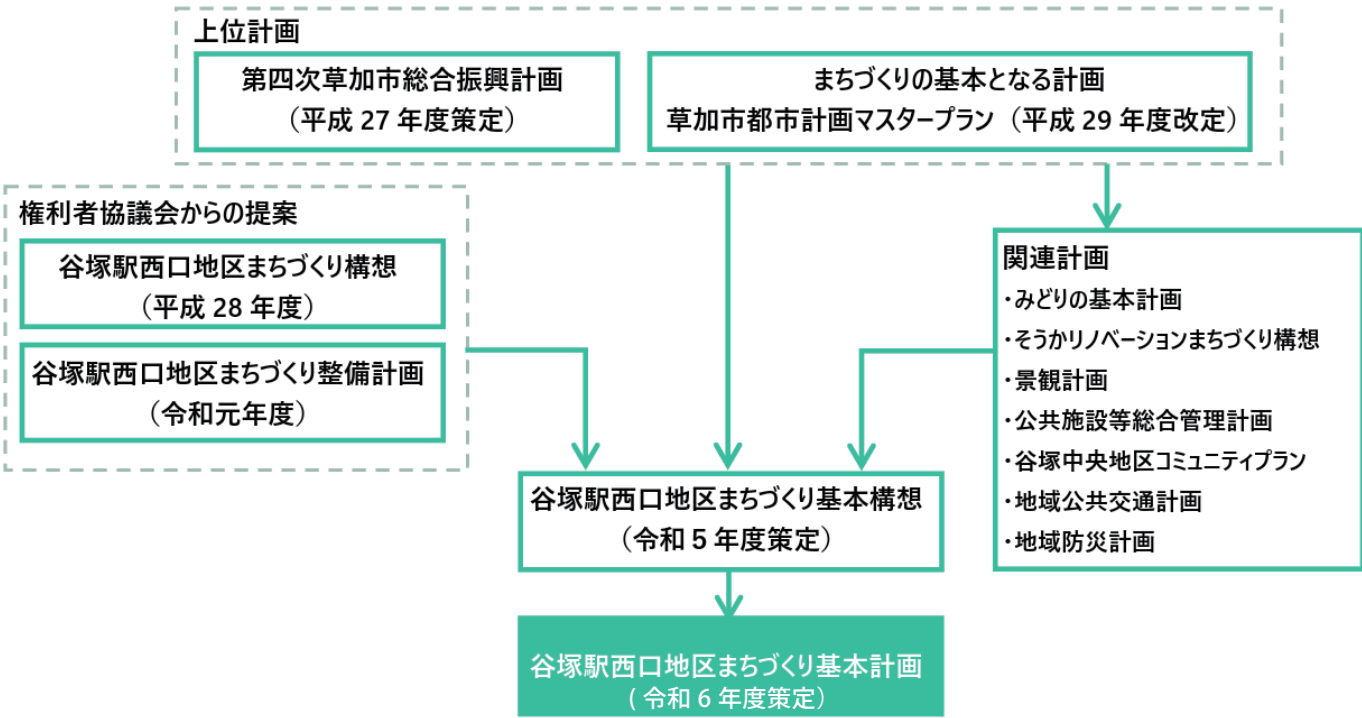 上位計画
第四次草加市総合振興計画
（平成 27 年度策定）
まちづくりの基本となる計画
草加市都市計画マスタープラン（平成 29 年度改定）
権利者協議会からの提案
谷塚駅西口地区まちづくり構想
（平成 28 年度）
谷塚駅西口地区まちづくり整備計画
（令和元年度）
関連計画
・みどりの基本計画
・そうかリノベーションまちづくり構想
・景観計画
・公共施設等総合管理計画
・谷塚中央地区コミュニティプラン
・地域公共交通計画
・地域防災計画
谷塚駅西口地区まちづくり基本構想
（令和 5 年度策定）
谷塚駅西口地区まちづくり基本計画
( 令和 6 年度策定）